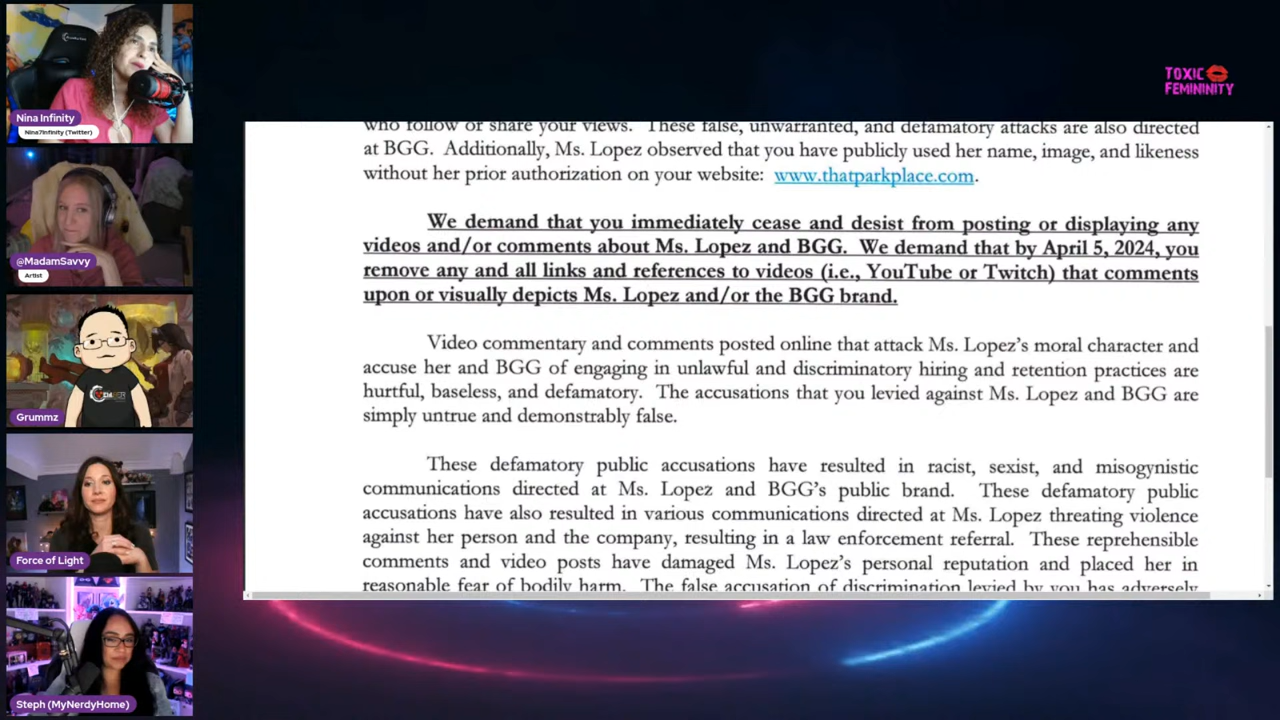 Nina Infinity
Nina7Infinity (Twitter)
@MadamSavvy
Artist
Grummz
Force of Light
Steph (MyNerdyHome)
TOXIC
FEMININITY
who follow or share your views. These false, unwarranted, and defamatory attacks are also directed
at BGG. Additionally, Ms. Lopez observed that you have publicly used her name, image, and likeness
without her prior authorization on your website: www.thatparkplace.com.
We demand that you immediately cease and desist from posting or displaying any
videos and/or comments about Ms. Lopez and BGG. We demand that by April 5, 2024, you
remove any and all links and references to videos (i.e., YouTube or Twitch) that comments
upon or visually depicts Ms. Lopez and/or the BGG brand.
Video commentary and comments posted online that attack Ms. Lopez's moral character and
accuse her and BGG of engaging in unlawful and discriminatory hiring and retention practices are
hurtful, baseless, and defamatory. The accusations that you levied against Ms. Lopez and BGG are
simply untrue and demonstrably false.
These defamatory public accusations have resulted in racist, sexist, and misogynistic
communications directed at Ms. Lopez and BGG's public brand. These defamatory public
accusations have also resulted in various communications directed at Ms. Lopez threating violence
against her person and the company, resulting in a law enforcement referral. These reprehensible
comments and video posts have damaged Ms. Lopez's personal reputation and placed her in
reasonable fear of bodily harm. The false accusation of discrimination levied by you has adversely